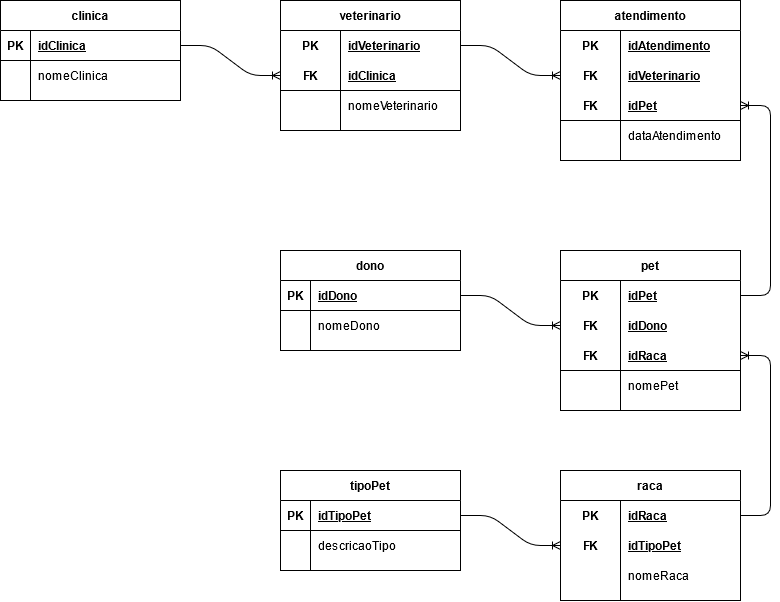 clinica
PK idClinica
nomeClinica
veterinario
PK idVeterinario
FK idClinica
nomeVeterinario
atendimento
PK idAtendimento
FK idVeterinario
FK idPet
dataAtendimento
dono
PK idDono
nomeDono
pet
PK idPet
FK idDono
FK idRaca
nomePet
tipoPet
PK idTipoPet
descricaoTipo
raca
PK idRaca
FK idTipoPet
nomeRaca